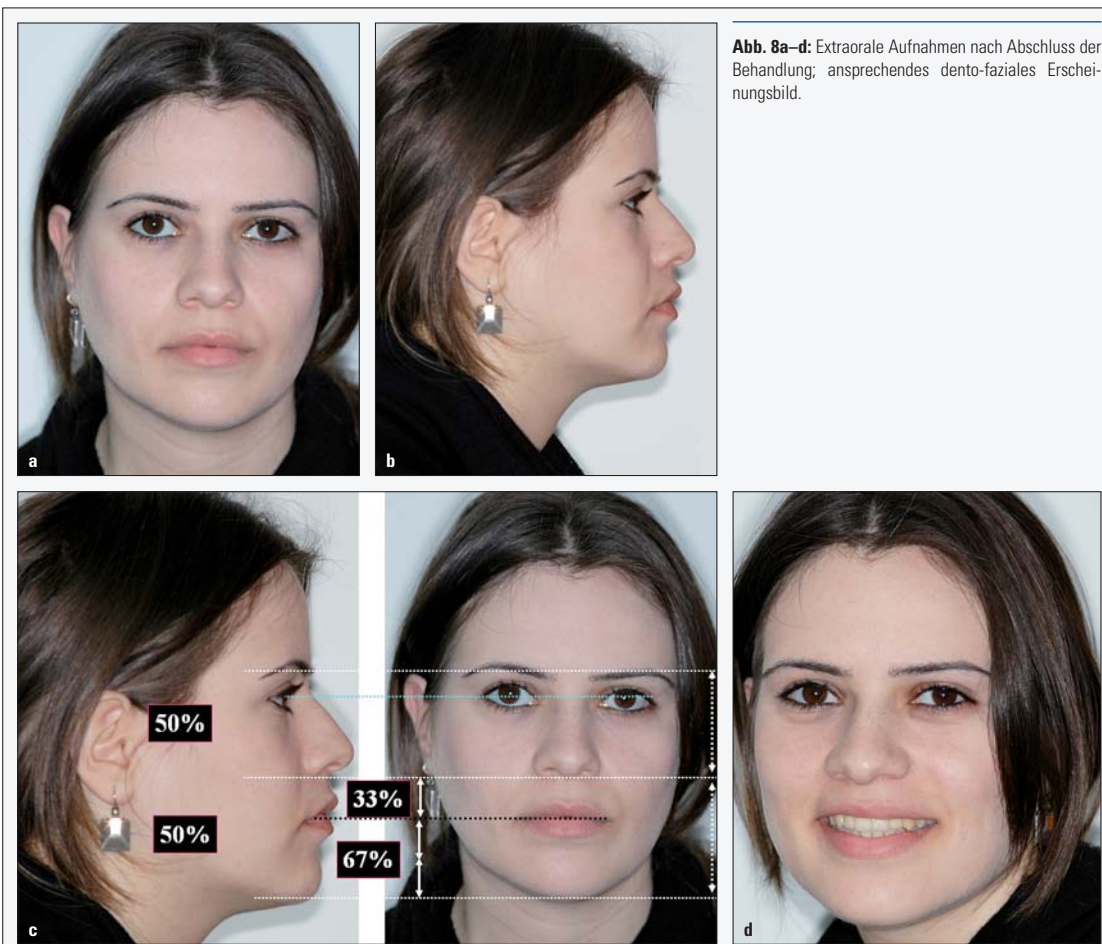 Abb. 8a–d: Extraorale Aufnahmen nach Abschluss der
Behandlung; ansprechendes dento-faziales Erschei-
nungsbild.
a
b
50%
33%
50%
67%
c
d